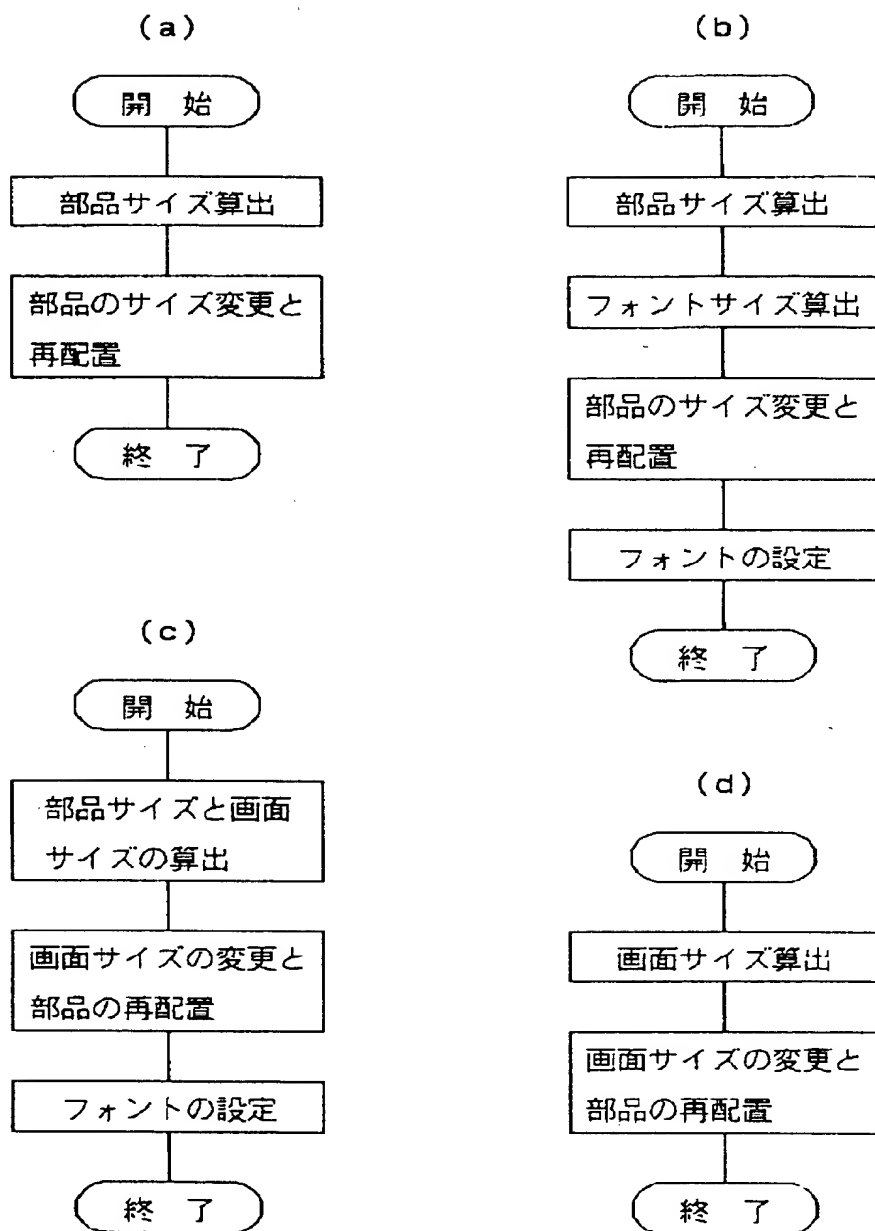 (a)
開 始
部品サイズ算出
部品のサイズ変更と
再配置
終 了
(b)
開 始
部品サイズ算出
フォントサイズ算出
部品のサイズ変更と
再配置
フォントの設定
終 了
(c)
開 始
部品サイズと画面
サイズの算出
画面サイズの変更と
部品の再配置
フォントの設定
終 了
(d)
開 始
画面サイズ算出
画面サイズの変更と
部品の再配置
終 了